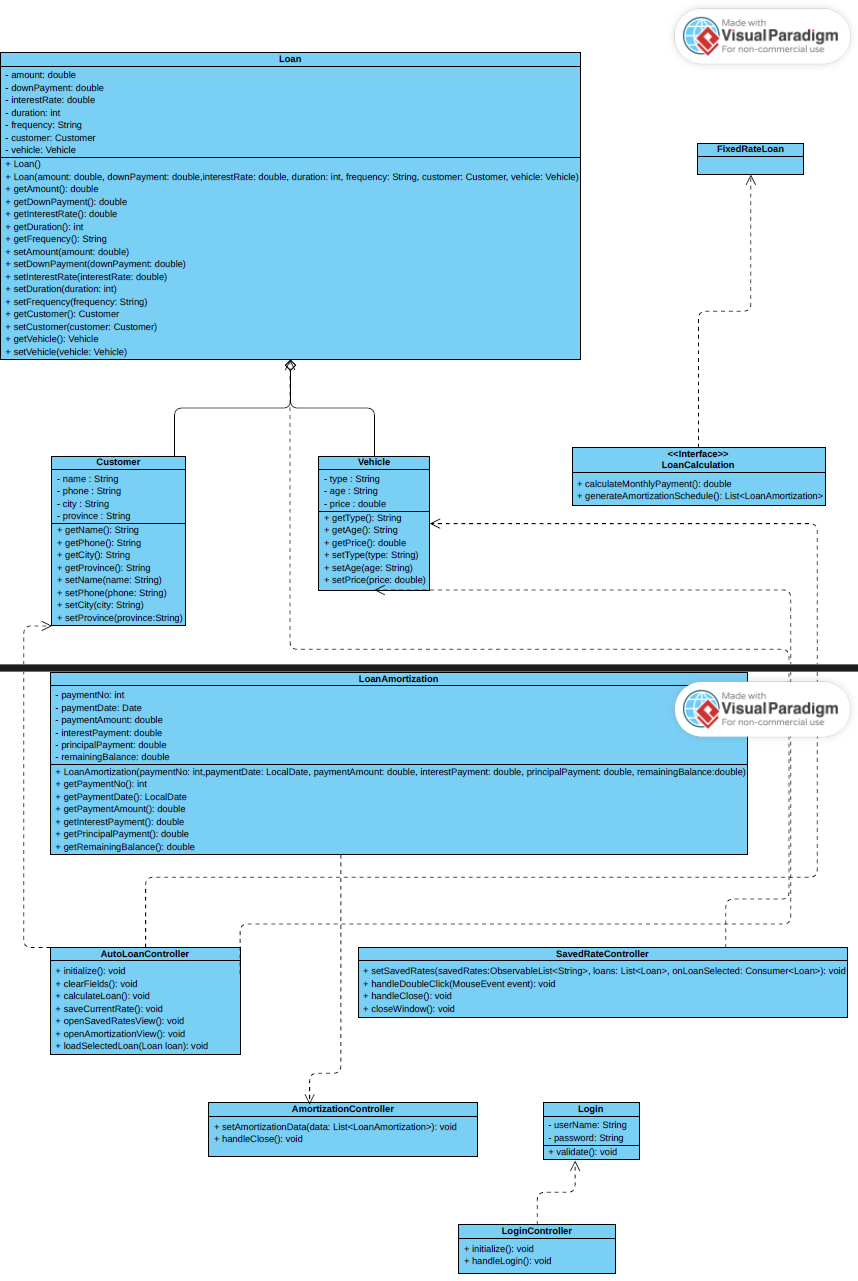 Made with
Visual Paradigm
For non-commercial use
Loan
- amount: double
- downPayment: double
- interestRate: double
- duration: int
- frequency: String
- customer: Customer
- vehicle: Vehicle
+ Loan()
+ Loan(amount: double, downPayment: double,interestRate: double, duration: int, frequency: String, customer: Customer, vehicle: Vehicle)
+ getAmount(): double
+ getDownPayment(): double
+ getInterestRate(): double
+ getDuration(): int
+ getFrequency(): String
+ setAmount(amount: double)
+ setDownPayment(downPayment: double)
+ setInterestRate(interestRate: double)
+ setDuration(duration: int)
+ setFrequency(frequency: String)
+ getCustomer(): Customer
+ setCustomer(customer: Customer)
+ getVehicle(): Vehicle
+ setVehicle(vehicle: Vehicle)
FixedRateLoan
Customer
- name : String
- phone : String
- city : String
- province : String
+ getName(): String
+ getPhone(): String
+ getCity(): String
+ getProvince(): String
+ setName(name: String)
+ setPhone(phone: String)
+ setCity(city: String)
+ setProvince(province:String)
Vehicle
- type : String
- age : String
- price : double
+ getType(): String
+ getAge(): String
+ getPrice(): double
+ setType(type: String)
+ setAge(age: String)
+ setPrice(price: double)
<<Interface>>
LoanCalculation
+ calculateMonthlyPayment(): double
+ generateAmortizationSchedule(): List<LoanAmortization>
LoanAmortization
- paymentNo: int
- paymentDate: Date
- paymentAmount: double
- interestPayment: double
- principalPayment: double
- remainingBalance: double
+ LoanAmortization(paymentNo: int,paymentDate: LocalDate, paymentAmount: double, interestPayment: double, principalPayment: double, remainingBalance:double)
+ getPaymentNo(): int
+ getPaymentDate(): LocalDate
+ getPaymentAmount(): double
+ getInterestPayment(): double
+ getPrincipalPayment(): double
+ getRemainingBalance(): double
Made with
Visual Paradigm
For non-commercial use
AutoLoanController
+ initialize(): void
+ clearFields(): void
+ calculateLoan(): void
+ saveCurrentRate(): void
+ openSavedRatesView(): void
+ openAmortizationView(): void
+ loadSelectedLoan(Loan loan): void
SavedRateController
+ setSavedRates(savedRates:ObservableList<String>, loans: List<Loan>, onLoanSelected: Consumer<Loan>): void
+ handleDoubleClick(MouseEvent event): void
+ handleClose(): void
+ closeWindow(): void
AmortizationController
+ setAmortizationData(data: List<LoanAmortization>): void
+ handleClose(): void
Login
- userName: String
- password: String
+ validate(): void
LoginController
+ initialize(): void
+ handleLogin(): void